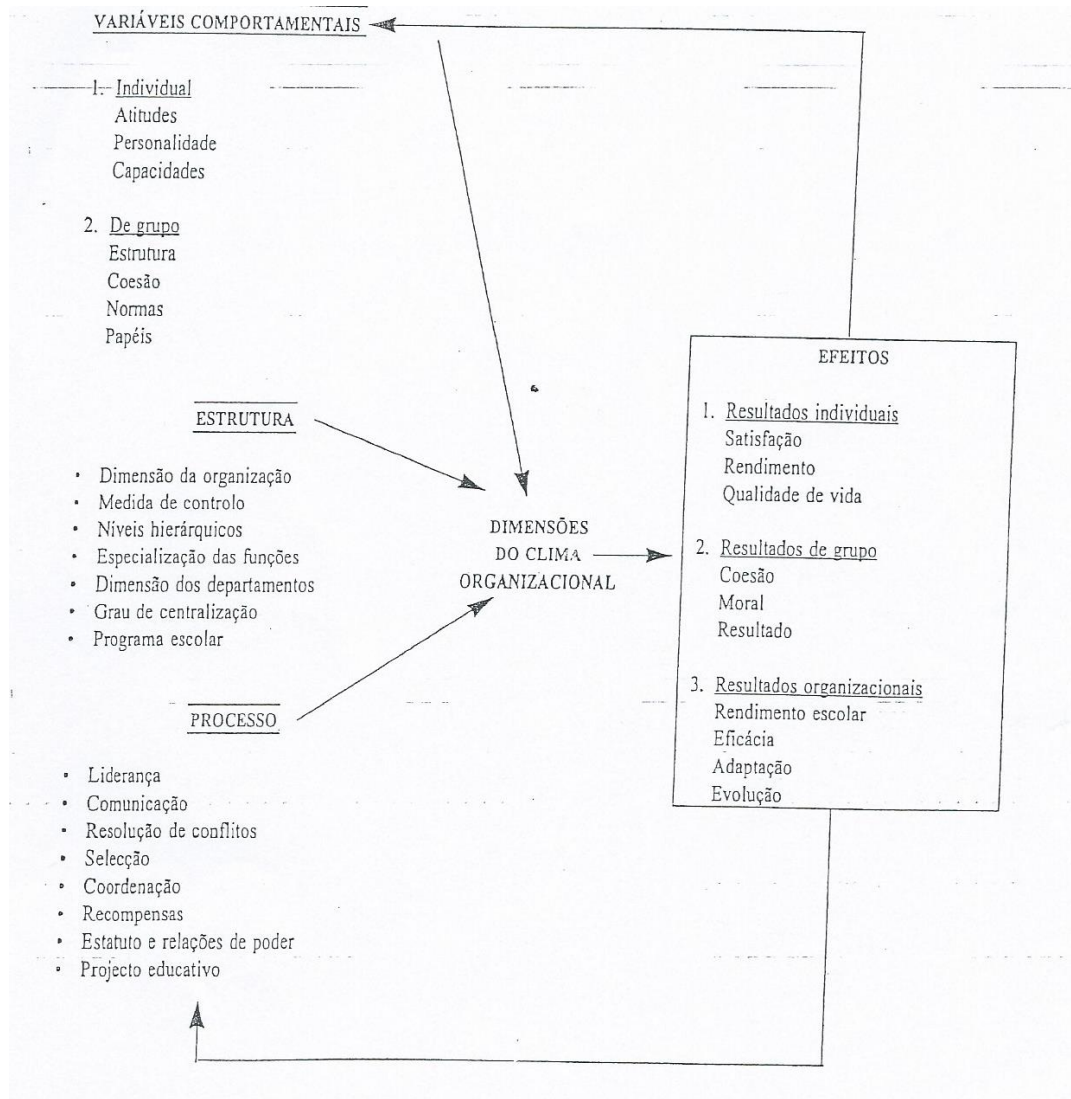 VARIÁVEIS COMPORTAMENTAIS
1. Individual
Atitudes
Personalidade
Capacidades
2. De grupo
Estrutura
Coesão
Normas
Papéis
ESTRUTURA
• Dimensão da organização
• Medida de controlo
• Níveis hierárquicos
• Especialização das funções
• Dimensão dos departamentos
• Grau de centralização
• Programa escolar
PROCESSO
• Liderança
• Comunicação
• Resolução de conflitos
• Selecção
• Coordenação
• Recompensas
• Estatuto e relações de poder
• Projecto educativo
DIMENSÕES
DO CLIMA
ORGANIZACIONAL
EFEITOS
1. Resultados individuais
Satisfação
Rendimento
Qualidade de vida
2. Resultados de grupo
Coesão
Moral
Resultado
3. Resultados organizacionais
Rendimento escolar
Eficácia
Adaptação
Evolução